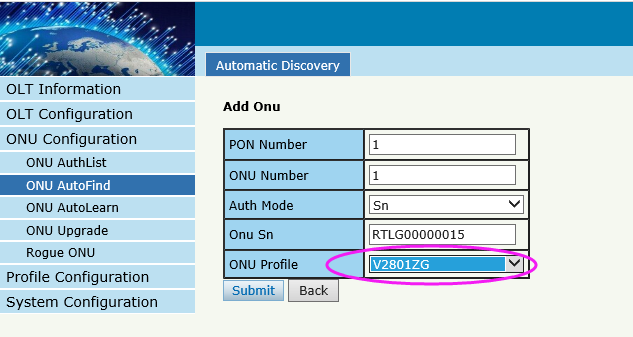 Automatic Discovery
OLT Information
OLT Configuration
ONU Configuration
ONU AuthList
ONU AutoFind
ONU AutoLearn
ONU Upgrade
Rogue ONU
Profile Configuration
System Configuration
Add Onu
PON Number 1
ONU Number 1
Auth Mode Sn
Onu Sn RTLG00000015
ONU Profile V2801ZG
Submit Back